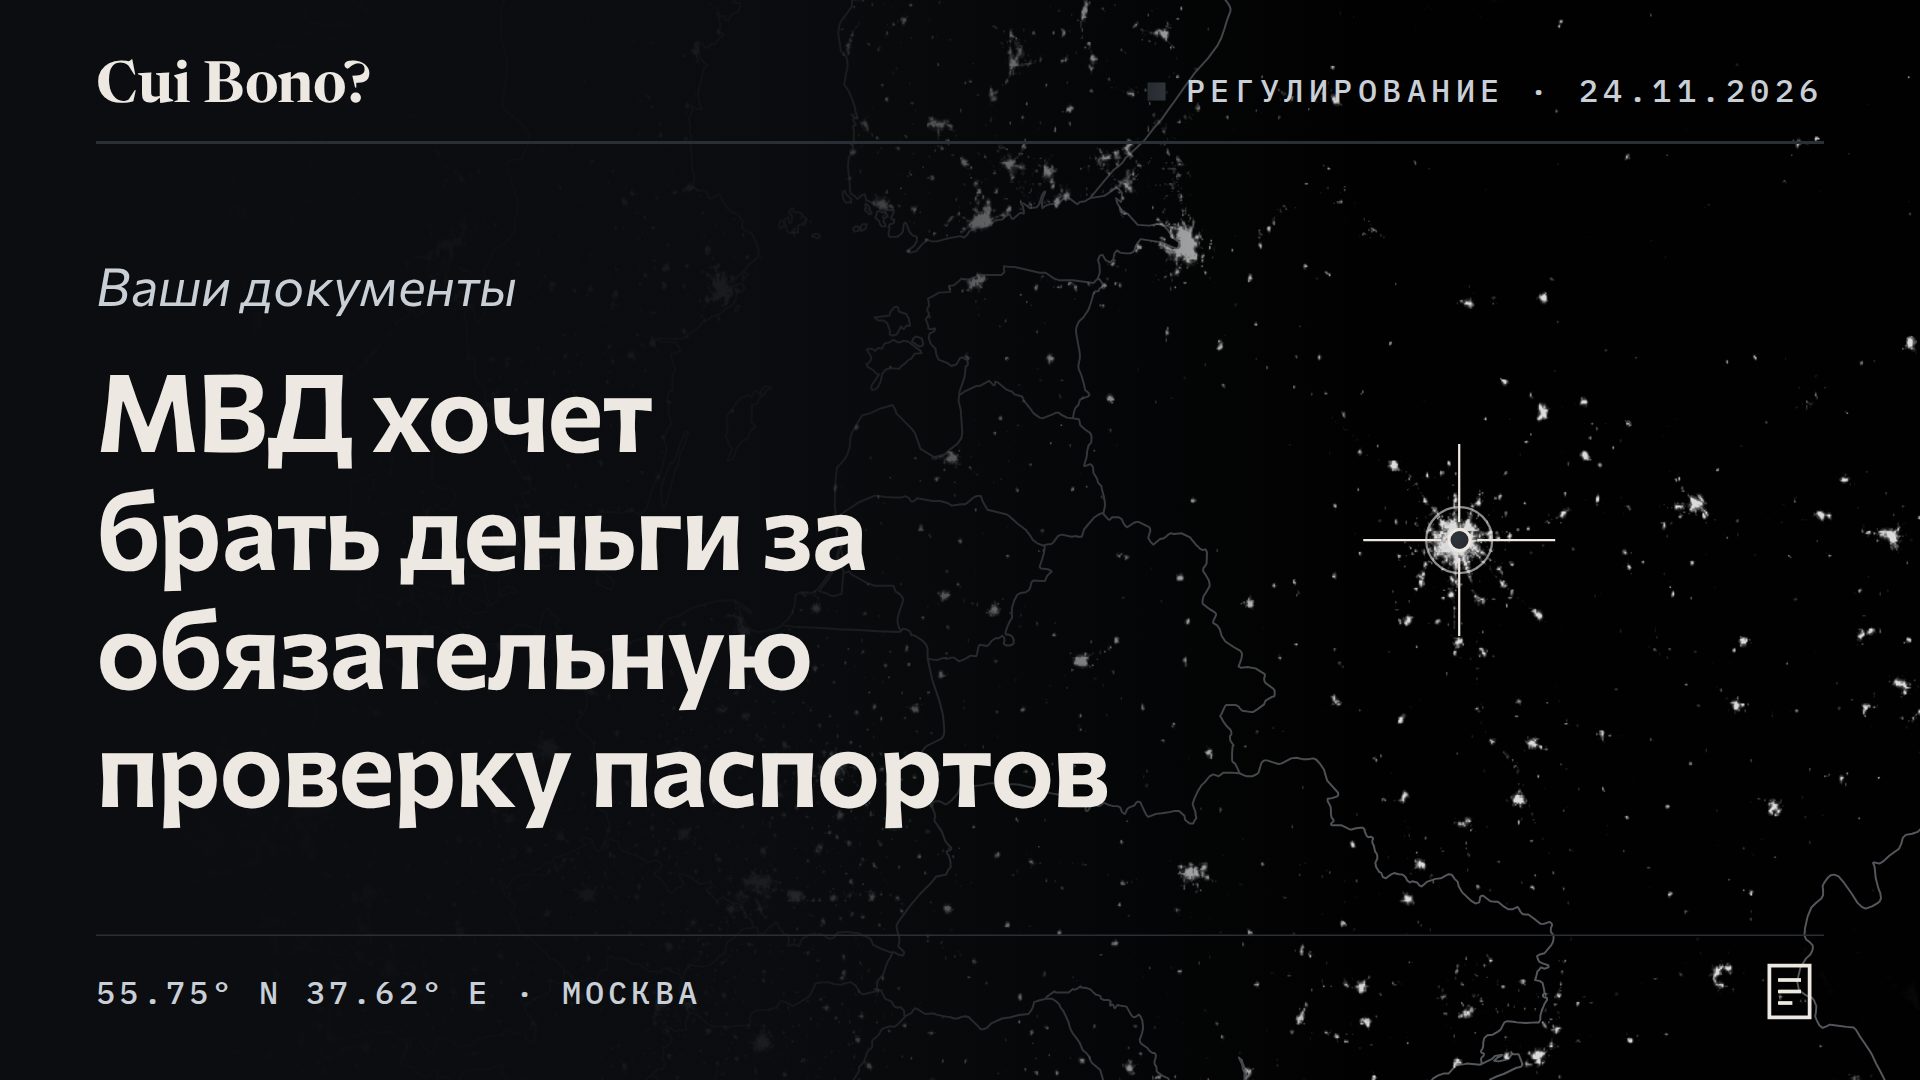 Cui Bono?
РЕГУЛИРОВАНИЕ · 24.11.2026
Ваши документы
МВД хочет
брать деньги за
обязательную
проверку паспортов
55.75° N 37.62° E · МОСКВА